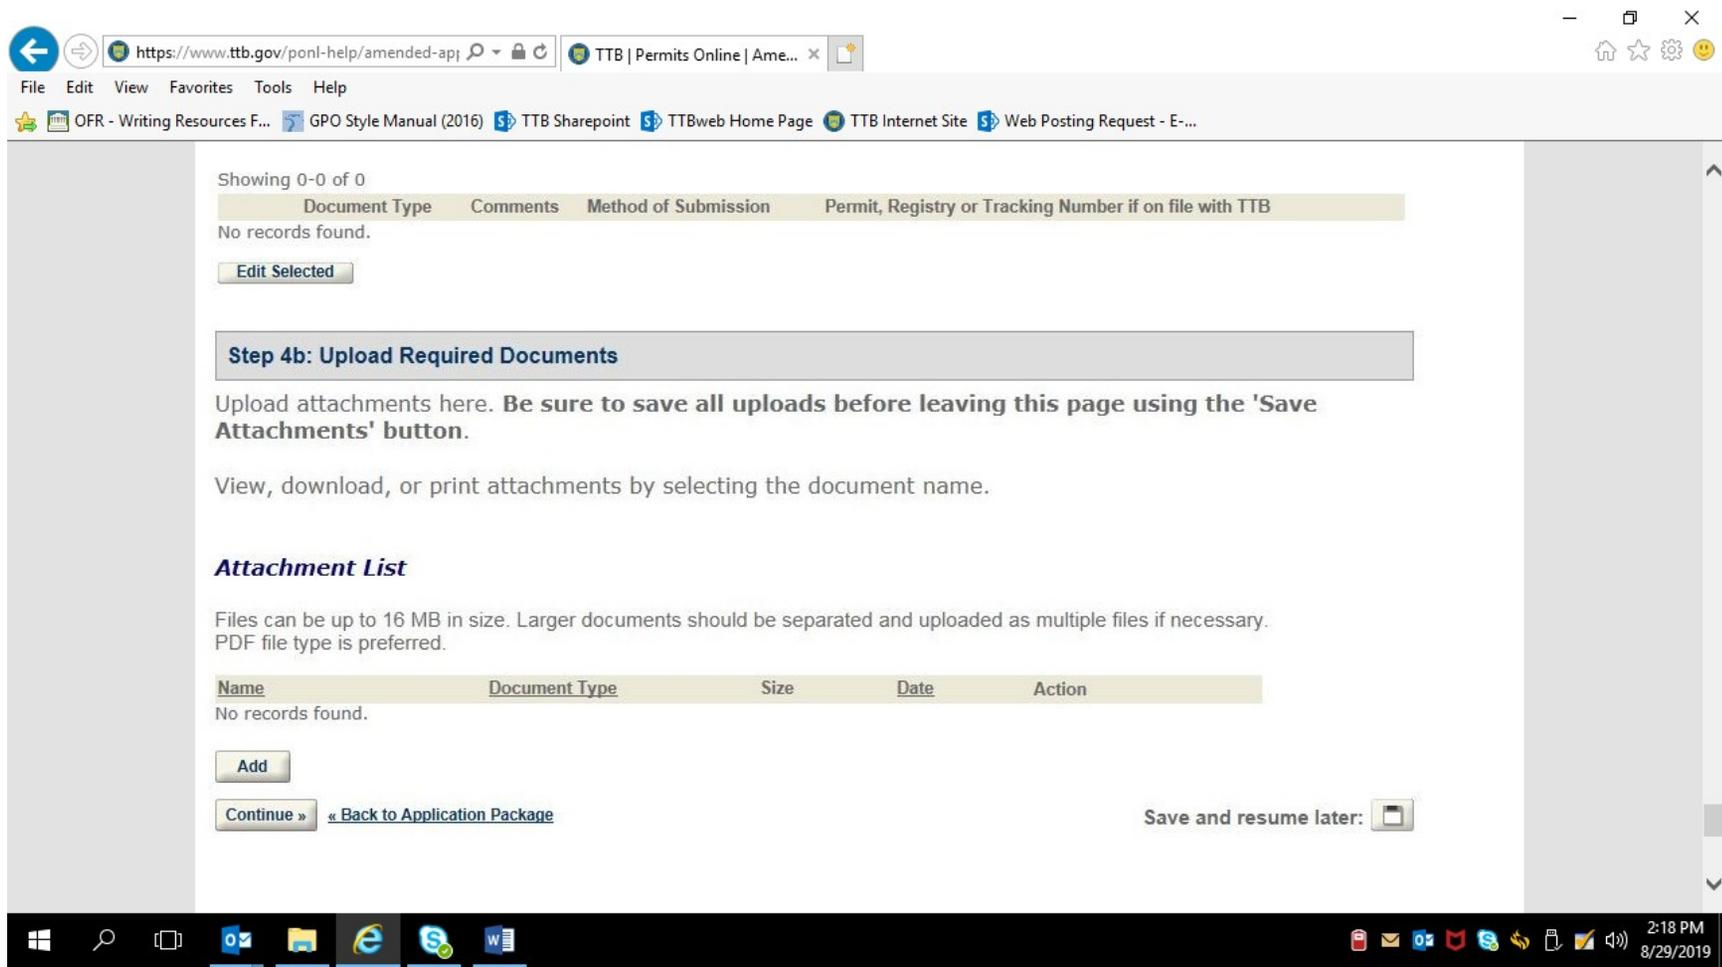 https://www.ttb.gov/ponl-help/amended-app
TTB | Permits Online | Ame...
File Edit View Favorites Tools Help
OFR - Writing Resources F... GPO Style Manual (2016) TTB Sharepoint TTBweb Home Page TTB Internet Site Web Posting Request - E-...
Showing 0-0 of 0
Document Type Comments Method of Submission Permit, Registry or Tracking Number if on file with TTB
No records found.
Edit Selected
Step 4b: Upload Required Documents
Upload attachments here. Be sure to save all uploads before leaving this page using the 'Save
Attachments' button.
View, download, or print attachments by selecting the document name.
Attachment List
Files can be up to 16 MB in size. Larger documents should be separated and uploaded as multiple files if necessary.
PDF file type is preferred.
Name Document Type Size Date Action
No records found.
Add
Continue » « Back to Application Package Save and resume later:
2:18 PM
8/29/2019